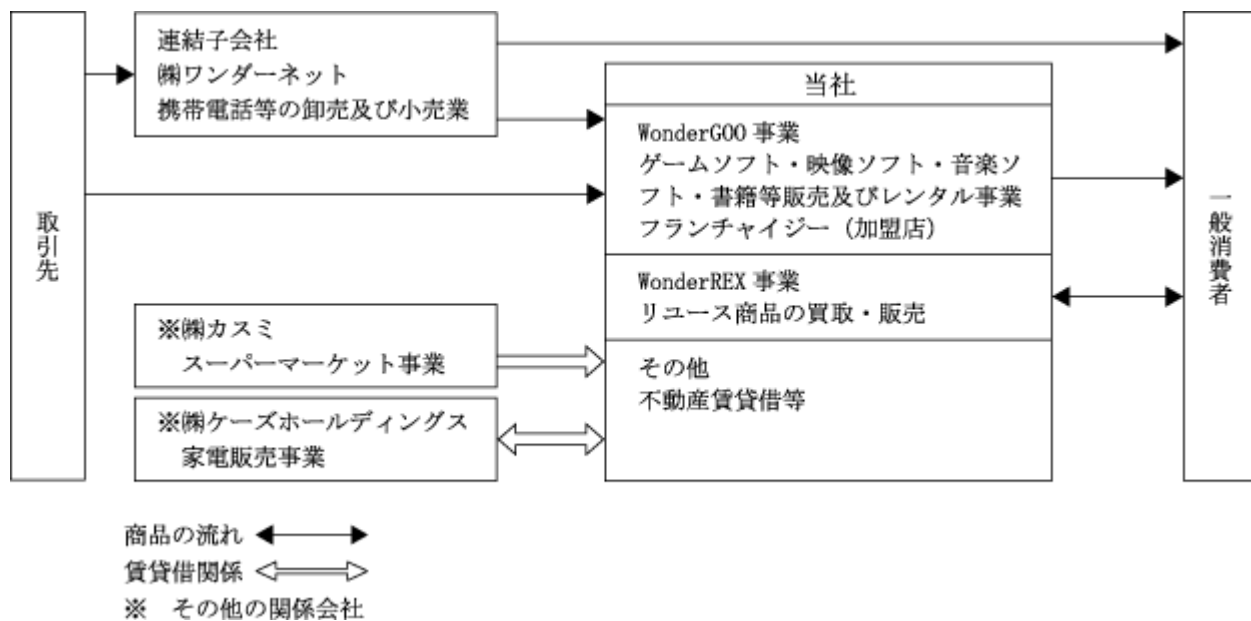 取引先
連結子会社
㈱ワンダーネット
携帯電話等の卸売及び小売業
※㈱カスミ
スーパーマーケット事業
※㈱ケーズホールディングス
家電販売事業
当社
WonderGOO 事業
ゲームソフト・映像ソフト・音楽ソ
フト・書籍等販売及びレンタル事業
フランチャイジー（加盟店）
WonderREX 事業
リユース商品の買取・販売
その他
不動産賃貸借等
一般消費者
商品の流れ
賃貸借関係
※　その他の関係会社